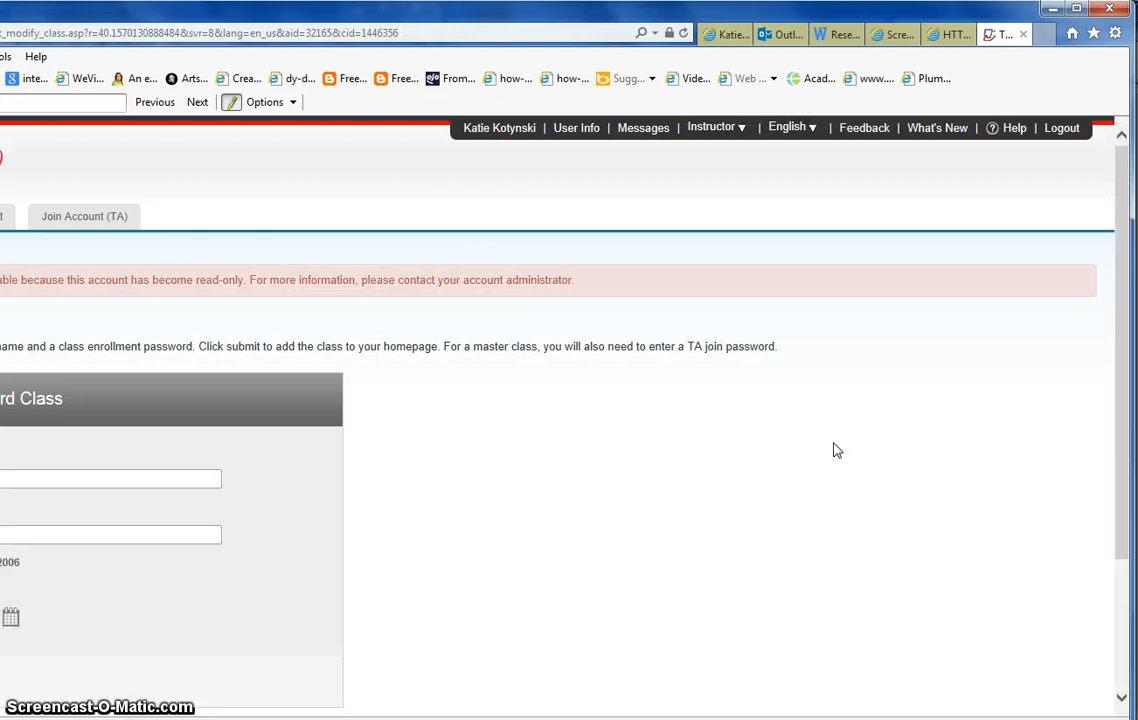 t_modify_class.asp?r=40.1570130888484&svr=8&lang=en_us&aid=32165&cid=1446356
Katie... Outl... Rese... Scre... HTT... T...
ols Help
inte... WeVi... An e... Arts... Crea... dy-d... Free... Free... From... how-... how-... Sugg... Vide... Web ... Acad... www.... Plum...
Previous Next Options
Katie Kotynski | User Info | Messages | Instructor | English | Feedback | What's New | Help | Logout
t Join Account (TA)
able because this account has become read-only. For more information, please contact your account administrator.
name and a class enrollment password. Click submit to add the class to your homepage. For a master class, you will also need to enter a TA join password.
rd Class
2006
Screencast-O-Matic.com